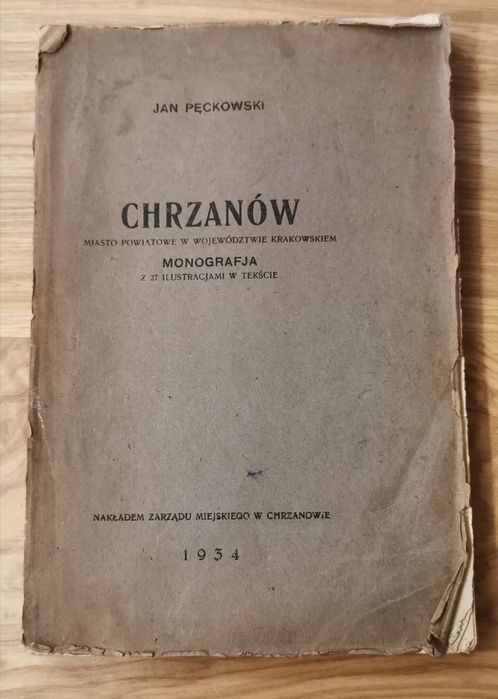 JAN PĘCKOWSKI
CHRZANÓW
MIASTO POWIATOWE W WOJEWÓDZTWIE KRAKOWSKIEM
MONOGRAFJA
Z 27 ILUSTRACJAMI W TEKŚCIE
NAKŁADEM ZARZĄDU MIEJSKIEGO W CHRZANOWIE
1934